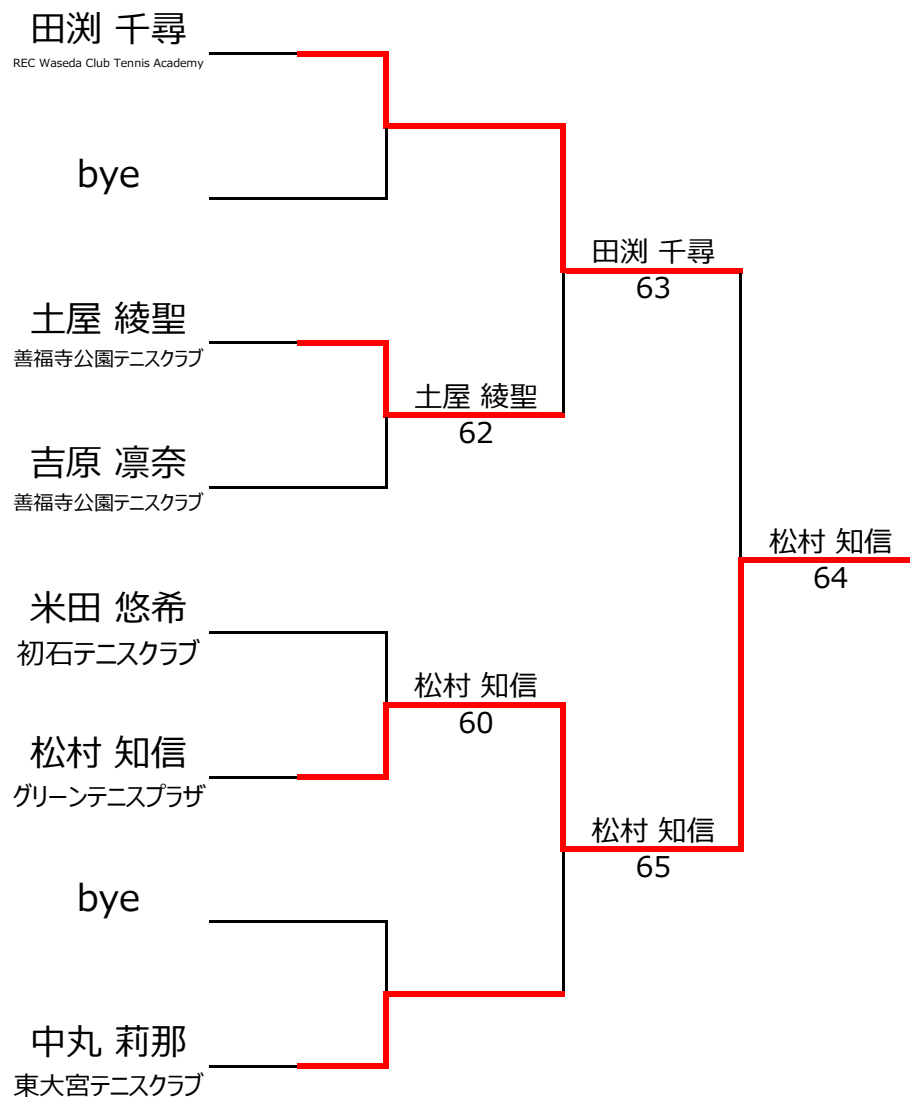 田渕 千尋
REC Waseda Club Tennis Academy
bye
田渕 千尋
63
土屋 綾聖
善福寺公園テニスクラブ
土屋 綾聖
62
吉原 凛奈
善福寺公園テニスクラブ
松村 知信
64
米田 悠希
初石テニスクラブ
松村 知信
60
松村 知信
グリーンテニスプラザ
松村 知信
65
bye
中丸 莉那
東大宮テニスクラブ